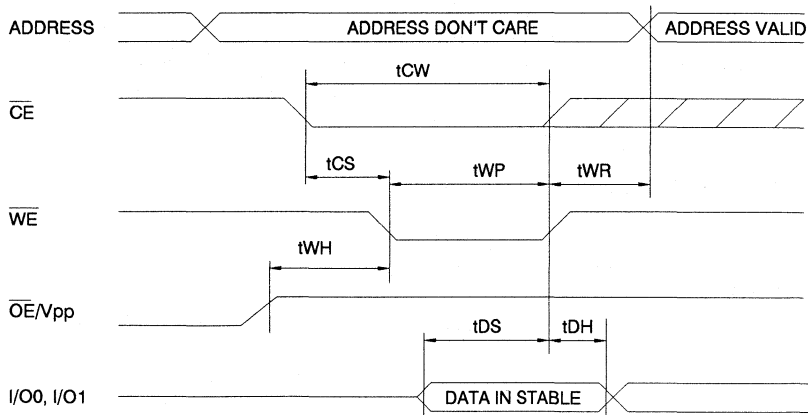 ADDRESS ADDRESS DON'T CARE ADDRESS VALID
tCW
CE
tCS tWP tWR
WE
tWH
OE/Vpp
tDS tDH
I/O0, I/O1 DATA IN STABLE